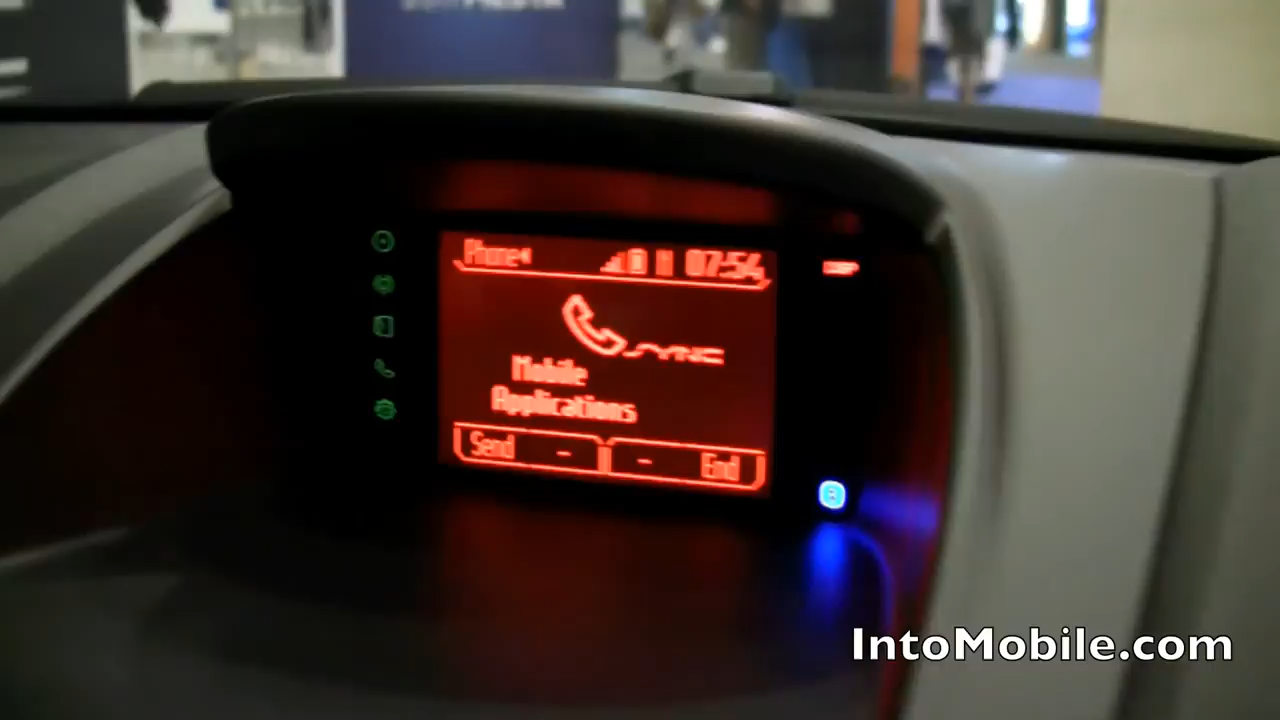 Phone
07:54
SYNC
Mobile
Applications
Send - - End
IntoMobile.com